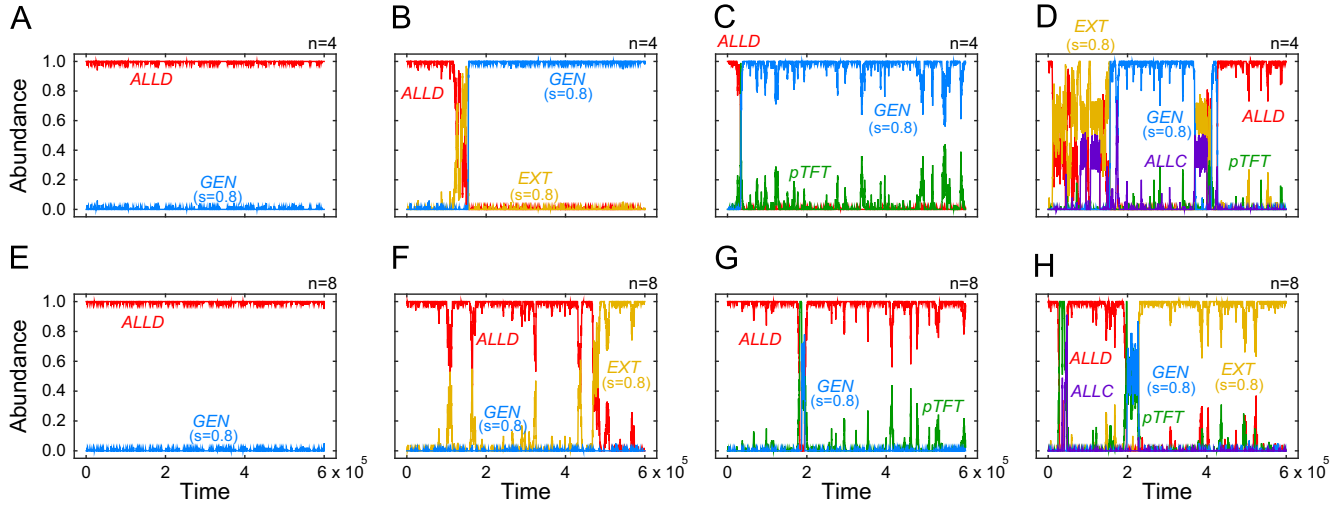 A
B
C
D
n=4
n=4
n=4
n=4
Abundance
1.0
0.8
0.6
0.4
0.2
0.0
ALLD
GEN
(s=0.8)
ALLD
GEN
(s=0.8)
EXT
(s=0.8)
ALLD
GEN
(s=0.8)
pTFT
EXT
(s=0.8)
GEN
(s=0.8)
ALLC
ALLD
pTFT
E
F
G
H
n=8
n=8
n=8
n=8
Abundance
1.0
0.8
0.6
0.4
0.2
0.0
ALLD
GEN
(s=0.8)
ALLD
GEN
(s=0.8)
EXT
(s=0.8)
ALLD
GEN
(s=0.8)
pTFT
ALLD
ALLC
GEN
(s=0.8)
pTFT
EXT
(s=0.8)
0 2 4 6 x 10 5
0 2 4 6 x 10 5
0 2 4 6 x 10 5
0 2 4 6 x 10 5
Time
Time
Time
Time